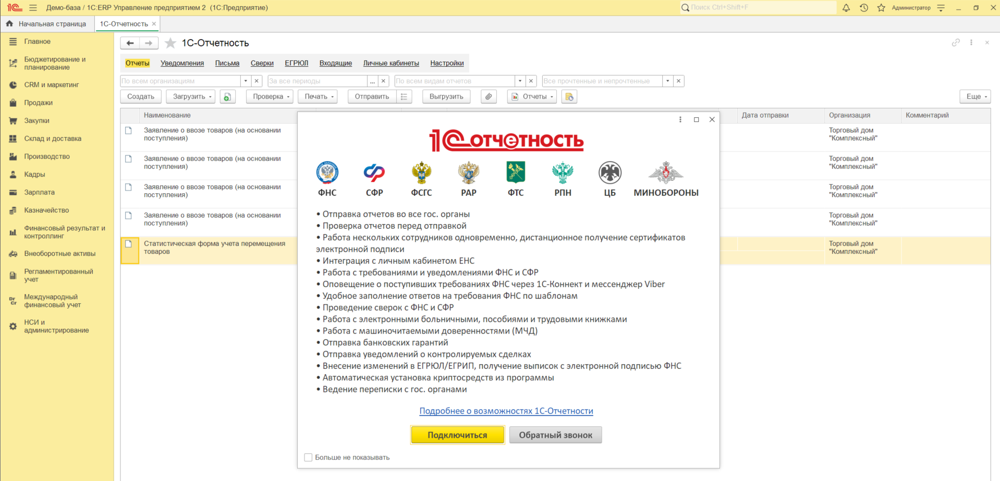 Демо-база / 1С:ERP Управление предприятием 2 (1С:Предприятие)
Поиск Ctrl+Shift+F
Администратор
Начальная страница
1С-Отчетность
Главное
Бюджетирование и
планирование
CRM и маркетинг
Продажи
Закупки
Склад и доставка
Производство
Кадры
Зарплата
Казначейство
Финансовый результат и
контроллинг
Внеоборотные активы
Регламентированный
учет
Международный
финансовый учет
НСИ и
администрирование
1С-Отчетность
Отчеты Уведомления Письма Сверки ЕГРЮЛ Входящие Личные кабинеты Настройки
По всем организациям За все периоды ... По всем видам отчетов Все прочтенные и непрочтенные
Создать Загрузить Проверка Печать Отправить Выгрузить Отчеты Еще
Наименование Дата отправки Организация Комментарий
Заявление о ввозе товаров (на основании
поступления)
Торговый дом
"Комплексный"
Заявление о ввозе товаров (на основании
поступления)
Торговый дом
"Комплексный"
Заявление о ввозе товаров (на основании
поступления)
Торговый дом
"Комплексный"
Заявление о ввозе товаров (на основании
поступления)
Торговый дом
"Комплексный"
Статистическая форма учета перемещения
товаров
Торговый дом
"Комплексный"
1С отчетность
ФНС СФР ФСГС РАР ФТС РПН ЦБ МИНОБОРОНЫ
• Отправка отчетов во все гос. органы
• Проверка отчетов перед отправкой
• Работа нескольких сотрудников одновременно, дистанционное получение сертификатов
электронной подписи
• Интеграция с личным кабинетом ЕНС
• Работа с требованиями и уведомлениями ФНС и СФР
• Оповещение о поступивших требованиях ФНС через 1С-Коннект и мессенджер Viber
• Удобное заполнение ответов на требования ФНС по шаблонам
• Проведение сверок с ФНС и СФР
• Работа с электронными больничными, пособиями и трудовыми книжками
• Работа с машиночитаемыми доверенностями (МЧД)
• Отправка банковских гарантий
• Отправка уведомлений о контролируемых сделках
• Внесение изменений в ЕГРЮЛ/ЕГРИП, получение выписок с электронной подписью ФНС
• Автоматическая установка криптосредств из программы
• Ведение переписки с гос. органами
Подробнее о возможностях 1С-Отчетности
Подключиться Обратный звонок
Больше не показывать